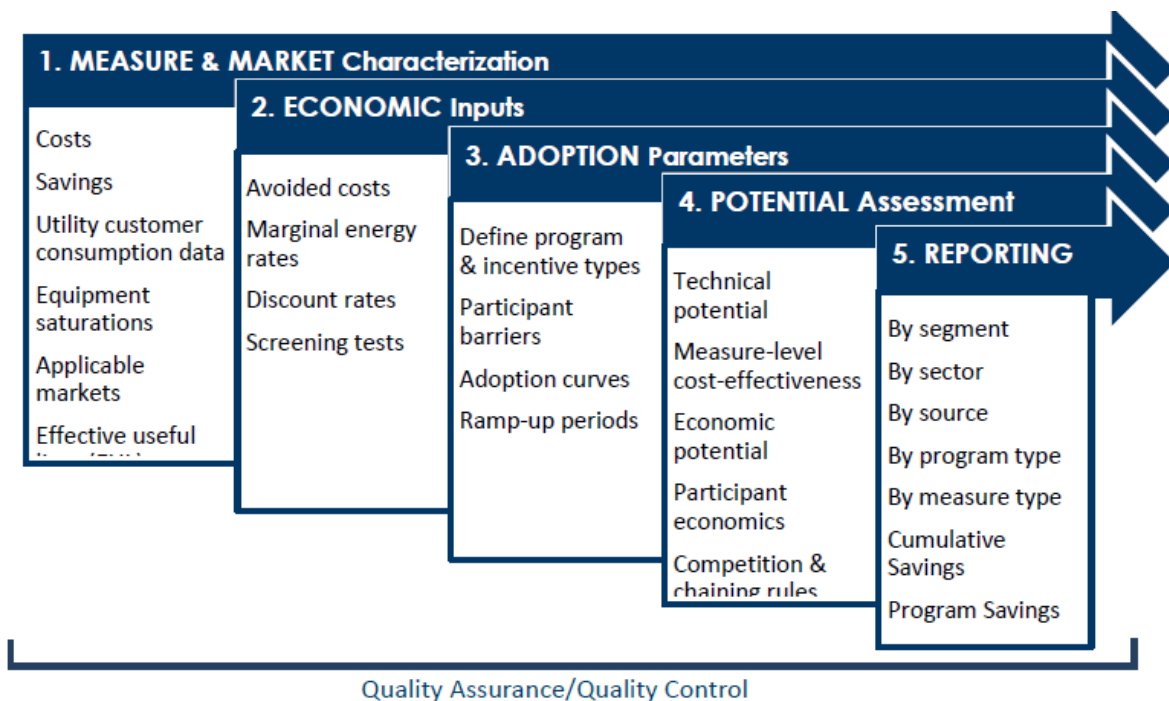 1. MEASURE & MARKET Characterization
Costs
Savings
Utility customer
consumption data
Equipment
saturations
Applicable
markets
Effective useful
2. ECONOMIC Inputs
Avoided costs
Marginal energy
rates
Discount rates
Screening tests
3. ADOPTION Parameters
Define program
& incentive types
Participant
barriers
Adoption curves
Ramp-up periods
4. POTENTIAL Assessment
Technical
potential
Measure-level
cost-effectiveness
Economic
potential
Participant
economics
Competition &
chaining rules
5. REPORTING
By segment
By sector
By source
By program type
By measure type
Cumulative
Savings
Program Savings
Quality Assurance/Quality Control